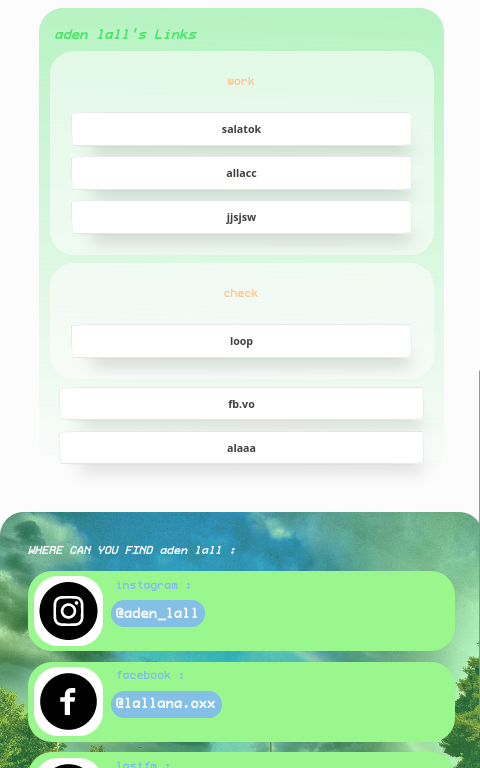 aden lall's Links
work
salatok
allacc
jjsjsw
check
loop
fb.vo
alaaa
WHERE CAN YOU FIND aden lall :
instagram :
@aden_lall
facebook :
@lallana.oxx
lastfm :